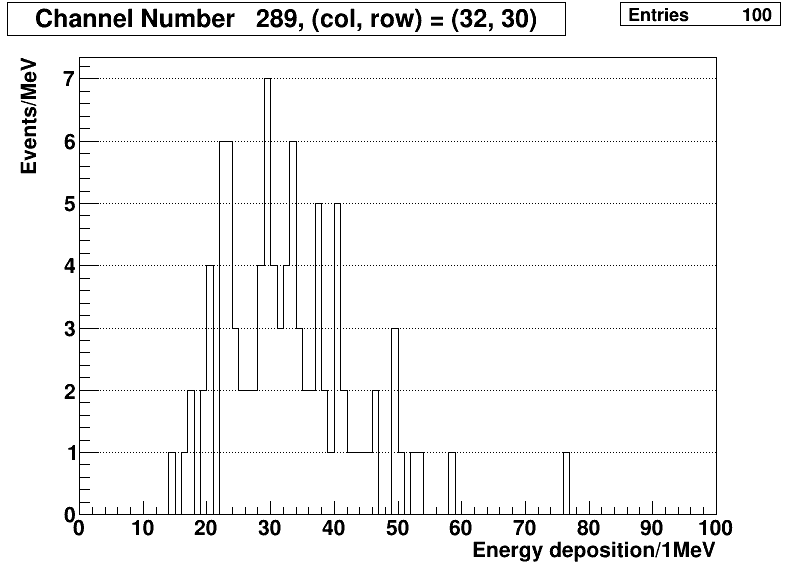 Channel Number 289, (col, row) = (32, 30)
Entries 100
Events/MeV
7
6
5
4
3
2
1
0
0 10 20 30 40 50 60 70 80 90 100
Energy deposition/1MeV